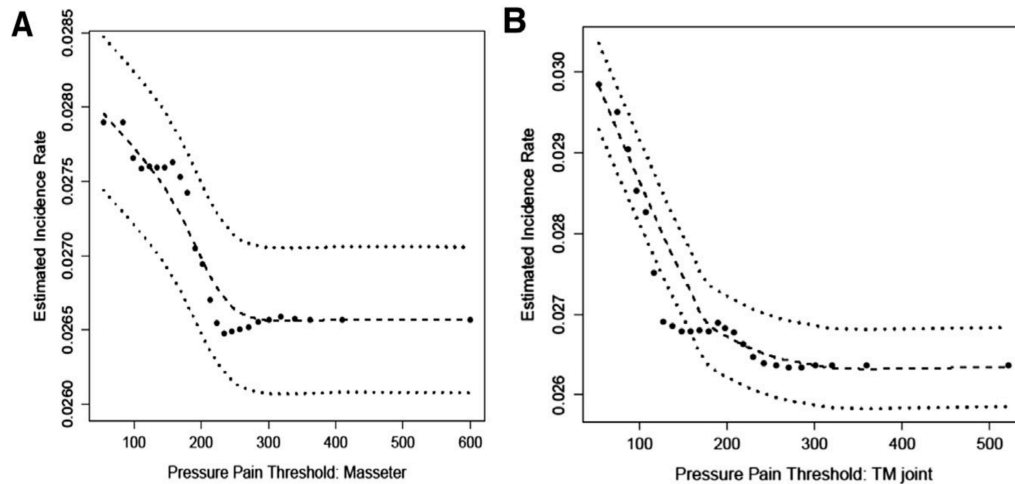 A
Estimated Incidence Rate
0.0285
0.0280
0.0275
0.0270
0.0265
0.0260
100 200 300 400 500 600
Pressure Pain Threshold: Masseter
B
Estimated Incidence Rate
0.030
0.029
0.028
0.027
0.026
100 200 300 400 500
Pressure Pain Threshold: TM joint